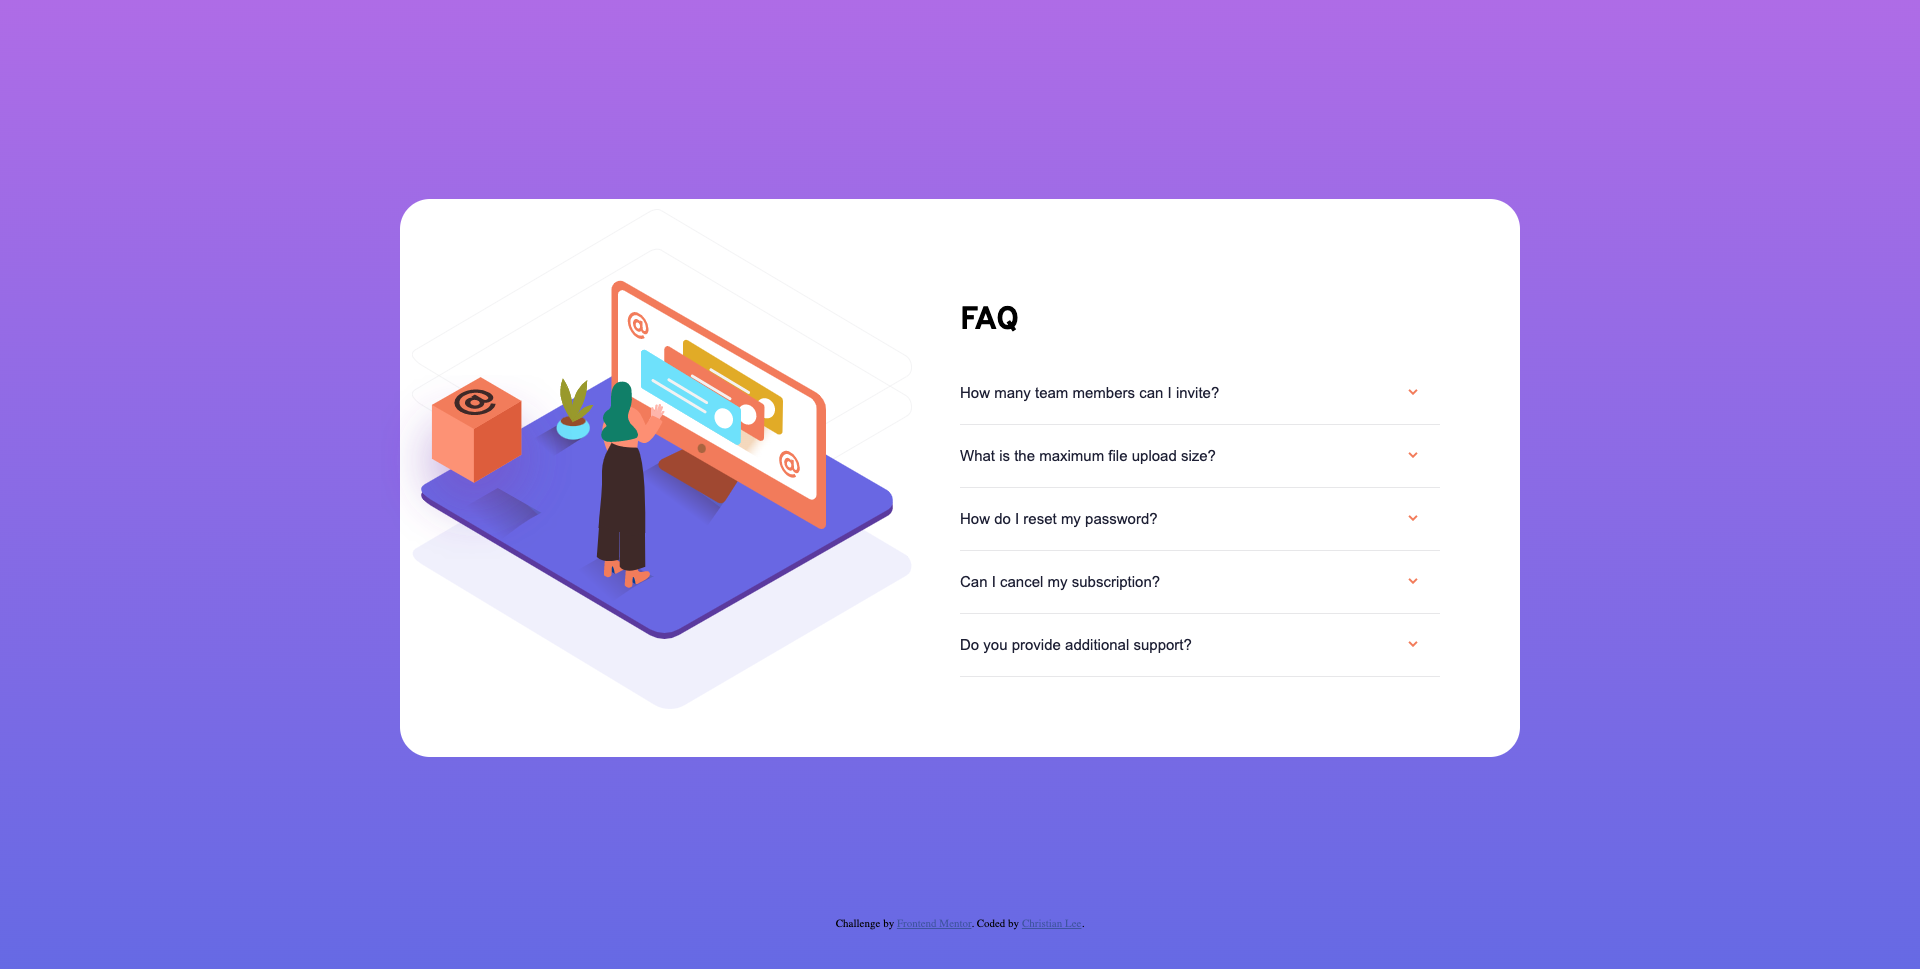 @
@
@
FAQ
How many team members can I invite?
What is the maximum file upload size?
How do I reset my password?
Can I cancel my subscription?
Do you provide additional support?
Challenge by Frontend Mentor. Coded by Christian Lee.